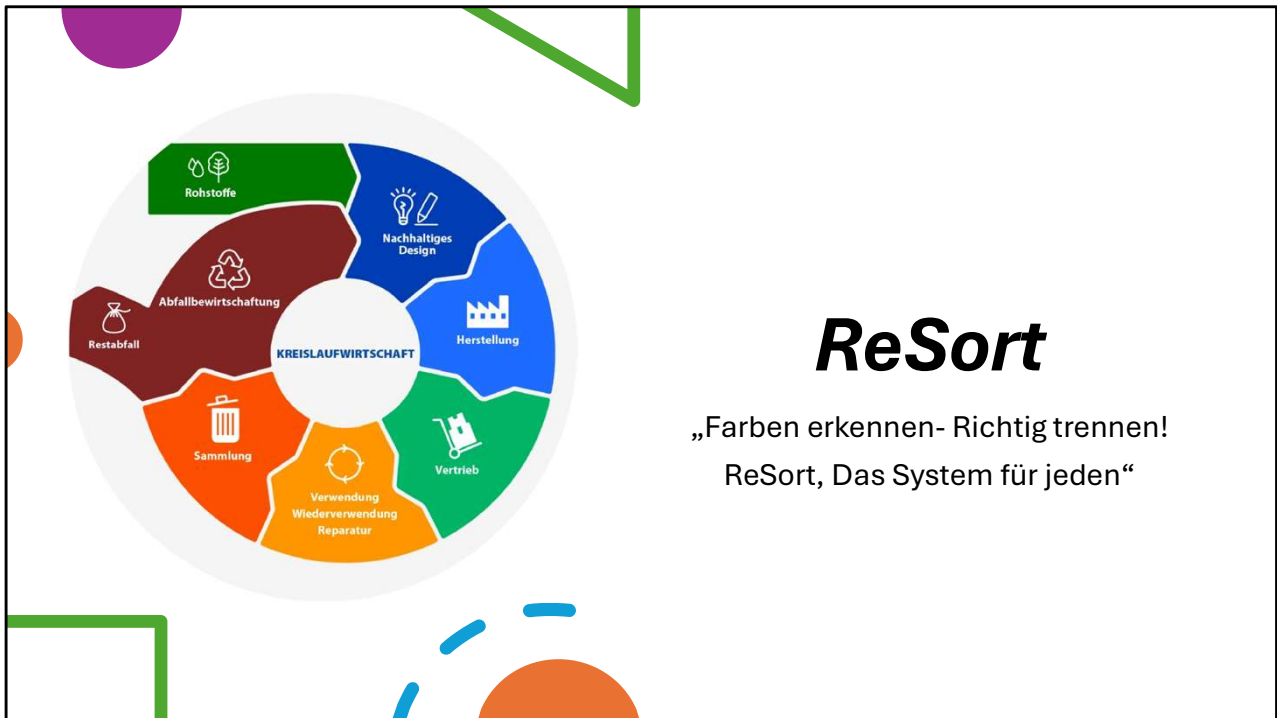 Rohstoffe
Nachhaltiges
Design
Abfallbewirtschaftung
Restabfall
Herstellung
KREISLAUFWIRTSCHAFT
Sammlung
Vertrieb
Verwendung
Wiederverwendung
Reparatur
ReSort
„Farben erkennen- Richtig trennen!
ReSort, Das System für jeden“